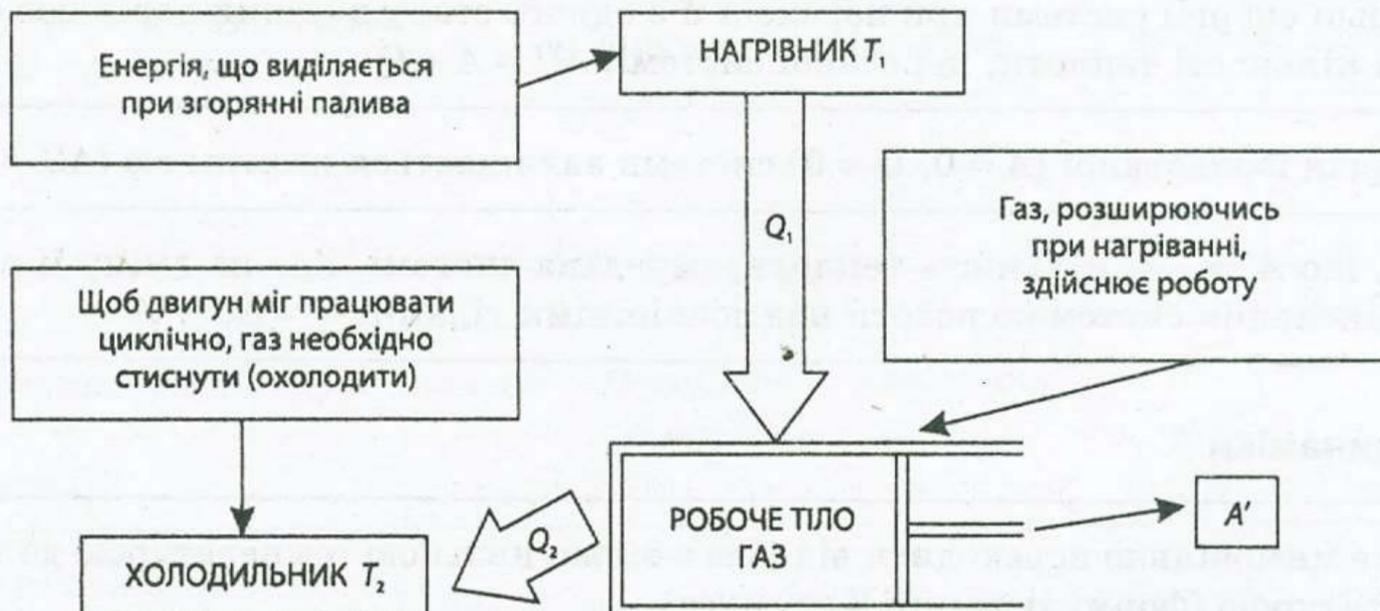 Енергія, що виділяється
при згорянні палива
НАГРІВНИК T₁
Q₁
Газ, розширюючись
при нагріванні,
здійснює роботу
Щоб двигун міг працювати
циклічно, газ необхідно
стиснути (охолодити)
РОБОЧЕ ТІЛО
ГАЗ
A′
Q₂
ХОЛОДИЛЬНИК T₂